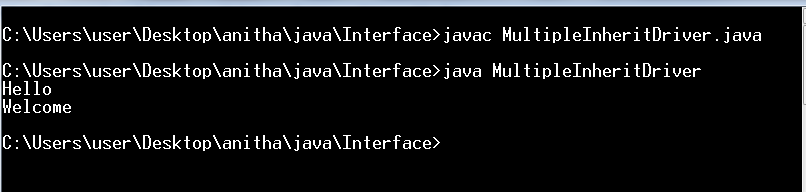 C:\Users\user\Desktop\anitha\java\Interface>javac MultipleInheritDriver.java
C:\Users\user\Desktop\anitha\java\Interface>java MultipleInheritDriver
Hello
Welcome
C:\Users\user\Desktop\anitha\java\Interface>